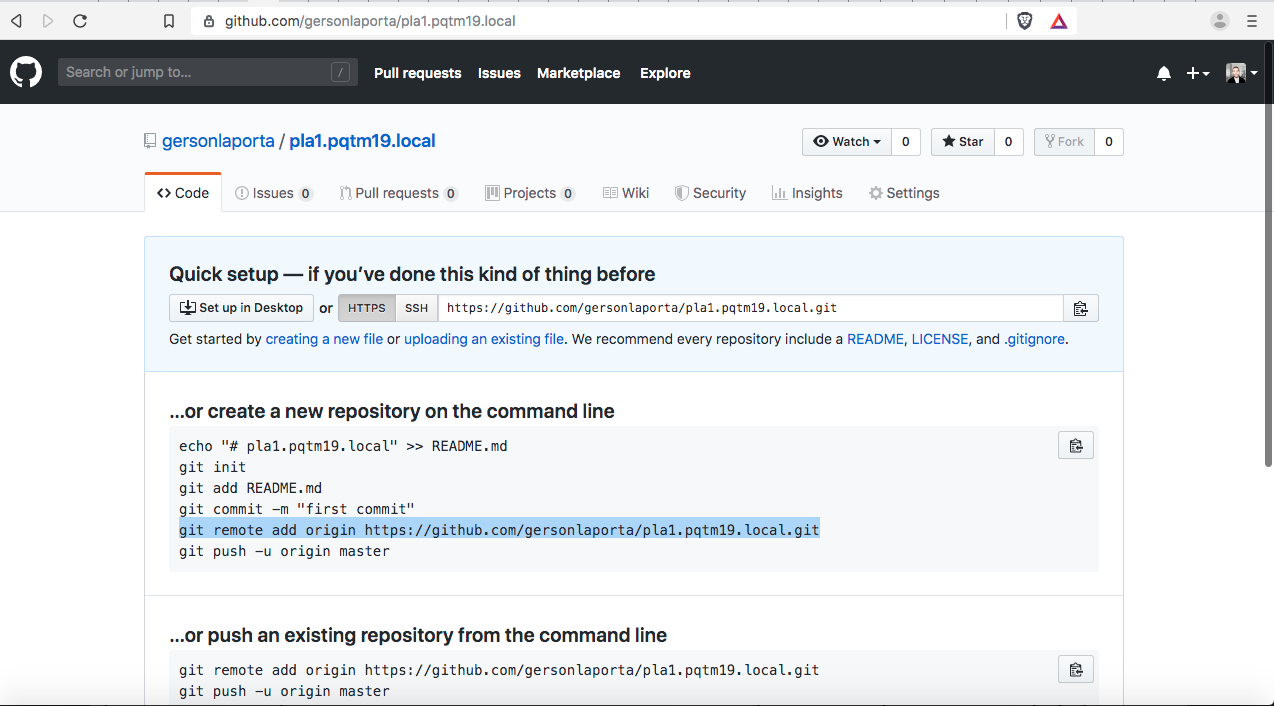 github.com/gersonlaporta/pla1.pqtm19.local
Search or jump to... / Pull requests Issues Marketplace Explore
gersonlaporta / pla1.pqtm19.local Watch 0 Star 0 Fork 0
Code Issues 0 Pull requests 0 Projects 0 Wiki Security Insights Settings
Quick setup — if you’ve done this kind of thing before
Set up in Desktop or HTTPS SSH https://github.com/gersonlaporta/pla1.pqtm19.local.git
Get started by creating a new file or uploading an existing file. We recommend every repository include a README, LICENSE, and .gitignore.
…or create a new repository on the command line
echo "# pla1.pqtm19.local" >> README.md
git init
git add README.md
git commit -m "first commit"
git remote add origin https://github.com/gersonlaporta/pla1.pqtm19.local.git
git push -u origin master
…or push an existing repository from the command line
git remote add origin https://github.com/gersonlaporta/pla1.pqtm19.local.git
git push -u origin master